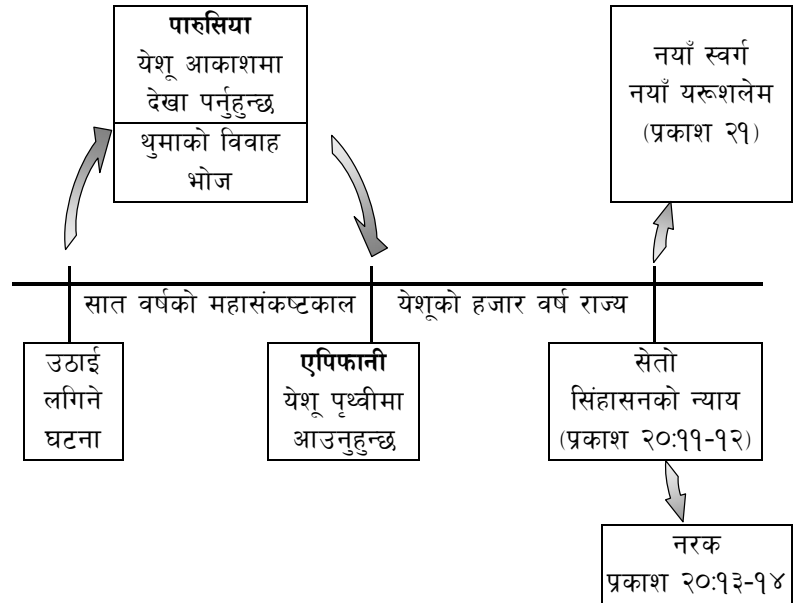 पारुसिया
येशू आकाशमा
देखा पर्नुहुन्छ
थुमाको विवाह
भोज
नयाँ स्वर्ग
नयाँ यरूशलेम
(प्रकाश २१)
सात वर्षको महासंकष्टकाल
येशूको हजार वर्ष राज्य
उठाई
लगिने
घटना
एपिफानी
येशू पृथ्वीमा
आउनुहुन्छ
सेतो
सिंहासनको न्याय
(प्रकाश २०:११-१२)
नरक
प्रकाश २०:१३-१४